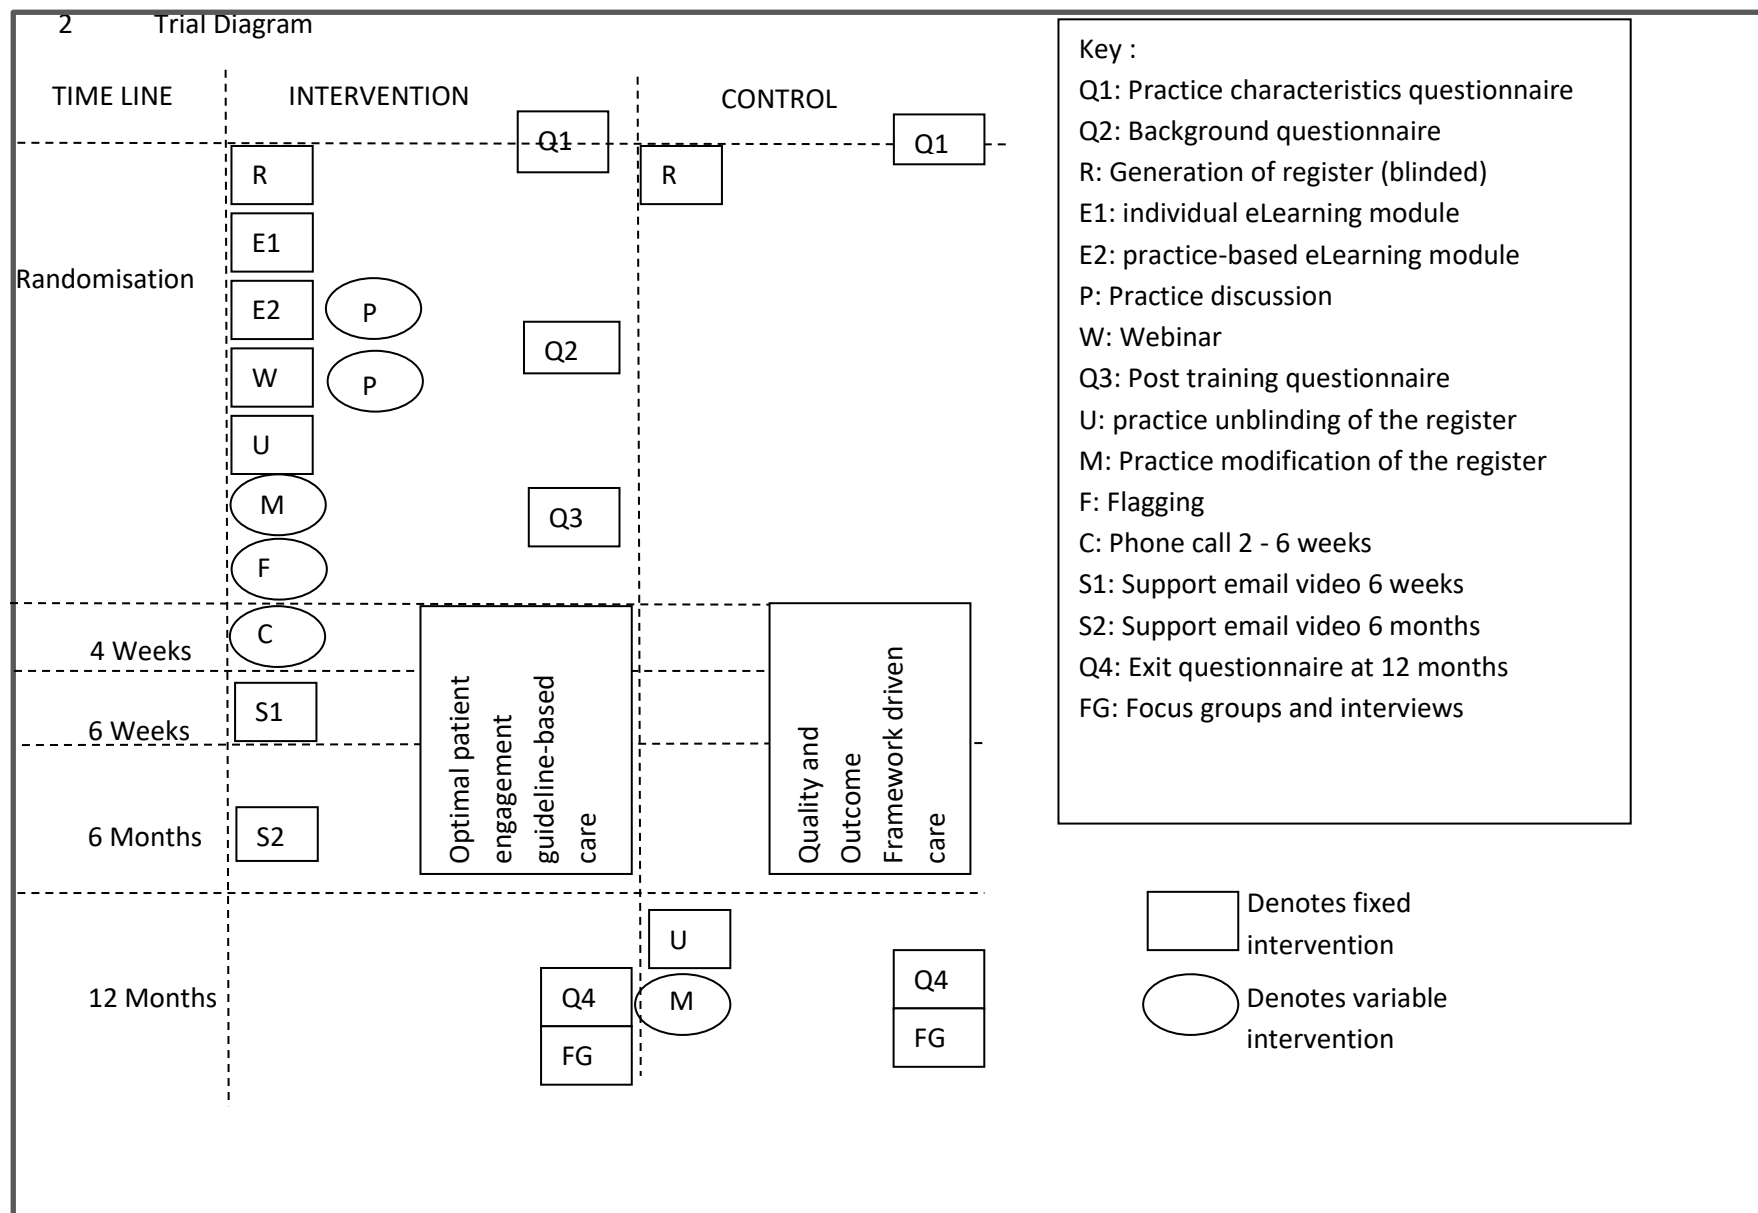 2 Trial Diagram
TIME LINE INTERVENTION CONTROL
Q1 Q1
R R
E1
Randomisation
E2 P
Q2
W P
U
M
Q3
F
C
4 Weeks
S1
6 Weeks
Optimal patient
engagement
guideline-based
care
Quality and
Outcome
Framework driven
care
6 Months S2
U
12 Months Q4 M Q4
FG FG
Key :
Q1: Practice characteristics questionnaire
Q2: Background questionnaire
R: Generation of register (blinded)
E1: individual eLearning module
E2: practice-based eLearning module
P: Practice discussion
W: Webinar
Q3: Post training questionnaire
U: practice unblinding of the register
M: Practice modification of the register
F: Flagging
C: Phone call 2 - 6 weeks
S1: Support email video 6 weeks
S2: Support email video 6 months
Q4: Exit questionnaire at 12 months
FG: Focus groups and interviews
Denotes fixed
intervention
Denotes variable
intervention